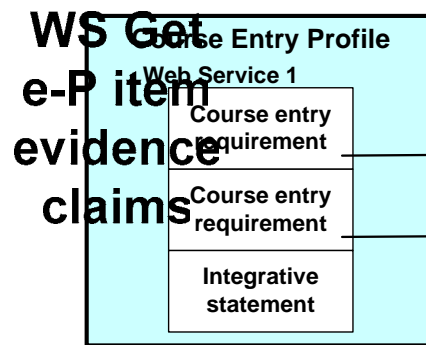 WS Get
e-P item
evidence
claims
Course Entry Profile
Web Service 1
Course entry
requirement
Course entry
requirement
Integrative
statement